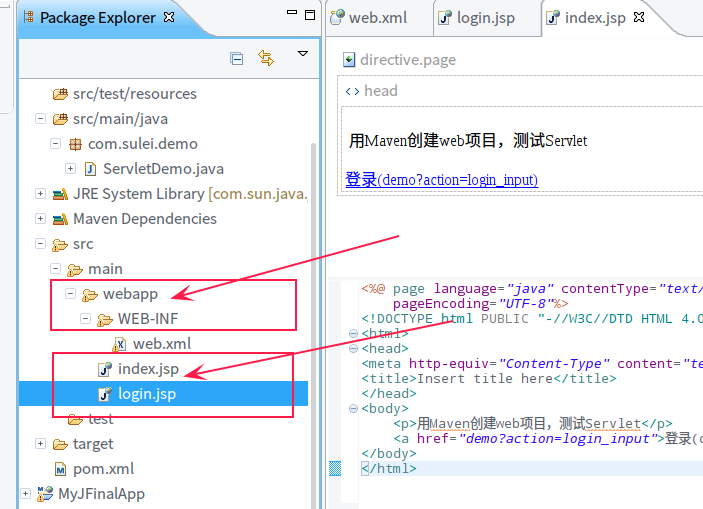 Package Explorer
src/test/resources
src/main/java
com.sulei.demo
ServletDemo.java
JRE System Library [com.sun.java.
Maven Dependencies
src
main
webapp
WEB-INF
web.xml
index.jsp
login.jsp
test
target
pom.xml
MyJFinalApp
web.xml login.jsp index.jsp
directive.page
head
用Maven创建web项目，测试Servlet
登录(demo?action=login_input)
<%@ page language="java" contentType="text/
pageEncoding="UTF-8"%>
<!DOCTYPE html PUBLIC "-//W3C//DTD HTML 4.0
<html>
<head>
<meta http-equiv="Content-Type" content="te
<title>Insert title here</title>
</head>
<body>
<p>用Maven创建web项目，测试Servlet</p>
<a href="demo?action=login_input">登录(d
</body>
</html>